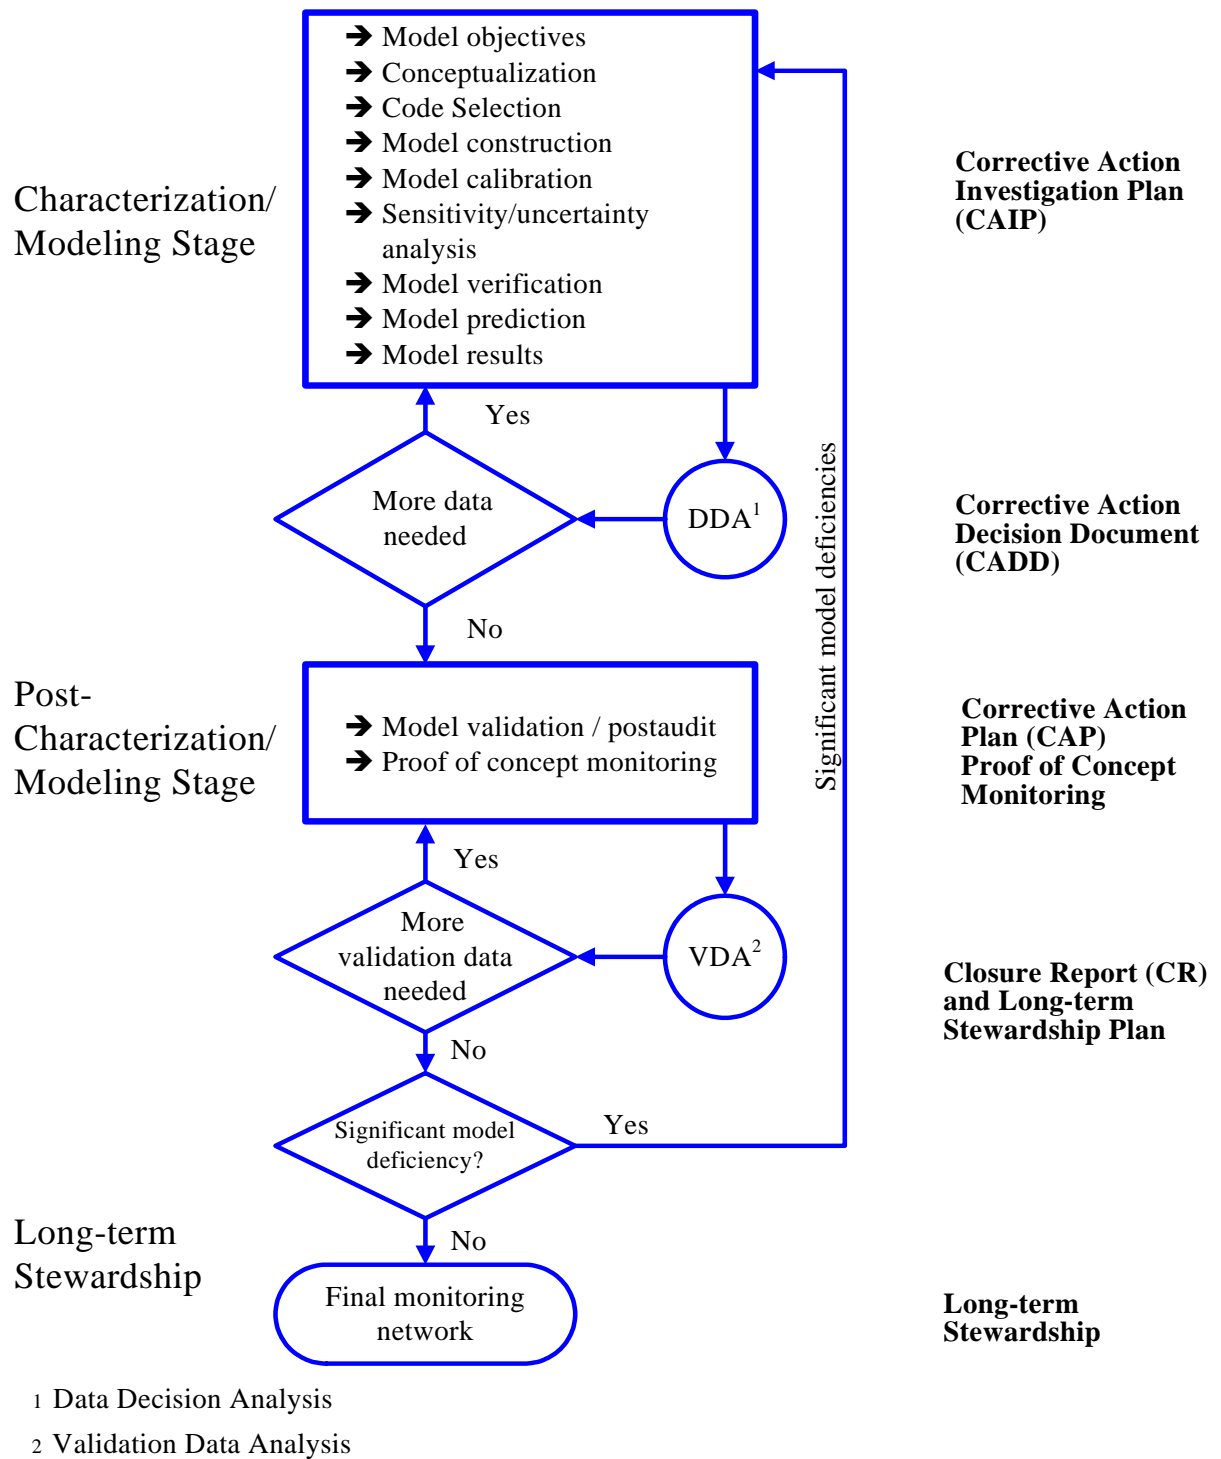 ➔ Model objectives
➔ Conceptualization
➔ Code Selection
➔ Model construction
➔ Model calibration
➔ Sensitivity/uncertainty
analysis
➔ Model verification
➔ Model prediction
➔ Model results
Characterization/
Modeling Stage
Corrective Action
Investigation Plan
(CAIP)
Yes
More data
needed
DDA1
Significant model deficiencies
Corrective Action
Decision Document
(CADD)
No
Post-
Characterization/
Modeling Stage
➔ Model validation / postaudit
➔ Proof of concept monitoring
Corrective Action
Plan (CAP)
Proof of Concept
Monitoring
Yes
More
validation data
needed
VDA2
Closure Report (CR)
and Long-term
Stewardship Plan
No
Significant model
deficiency?
Yes
Long-term
Stewardship
No
Final monitoring
network
Long-term
Stewardship
1 Data Decision Analysis
2 Validation Data Analysis